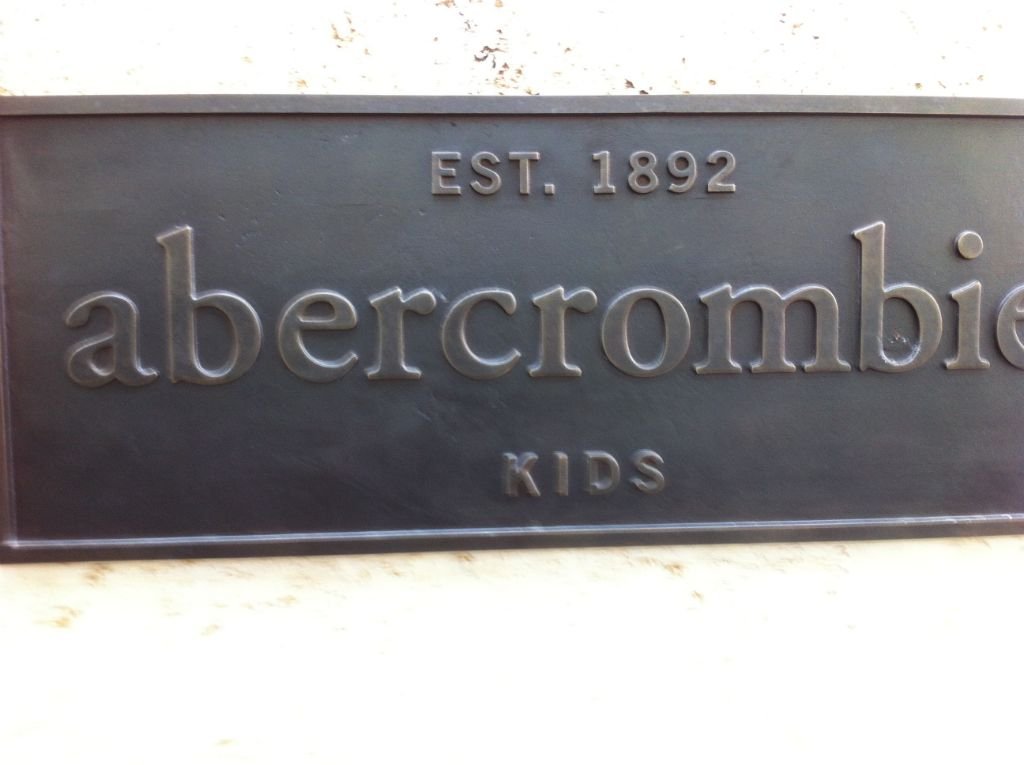 EST. 1892
abercrombie
KIDS